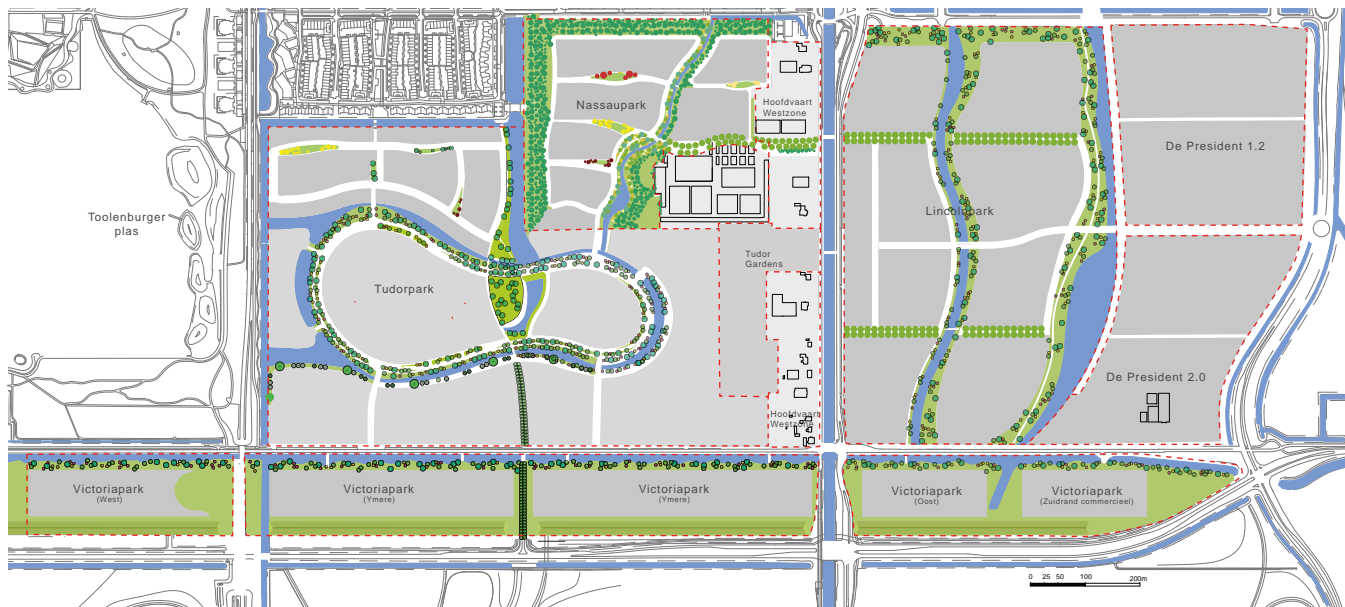 Nassaupark
Hoofdvaart
Westzone
De President 1.2
Toolenburger
plas
Lincolnpark
Tudor
Gardens
Tudorpark
De President 2.0
Hoofdvaart
Westzone
Victoriapark
(West)
Victoriapark
(Ymere)
Victoriapark
(Ymere)
Victoriapark
(Oost)
Victoriapark
(Zuidrand commercieel)
0 25 50 100 200m